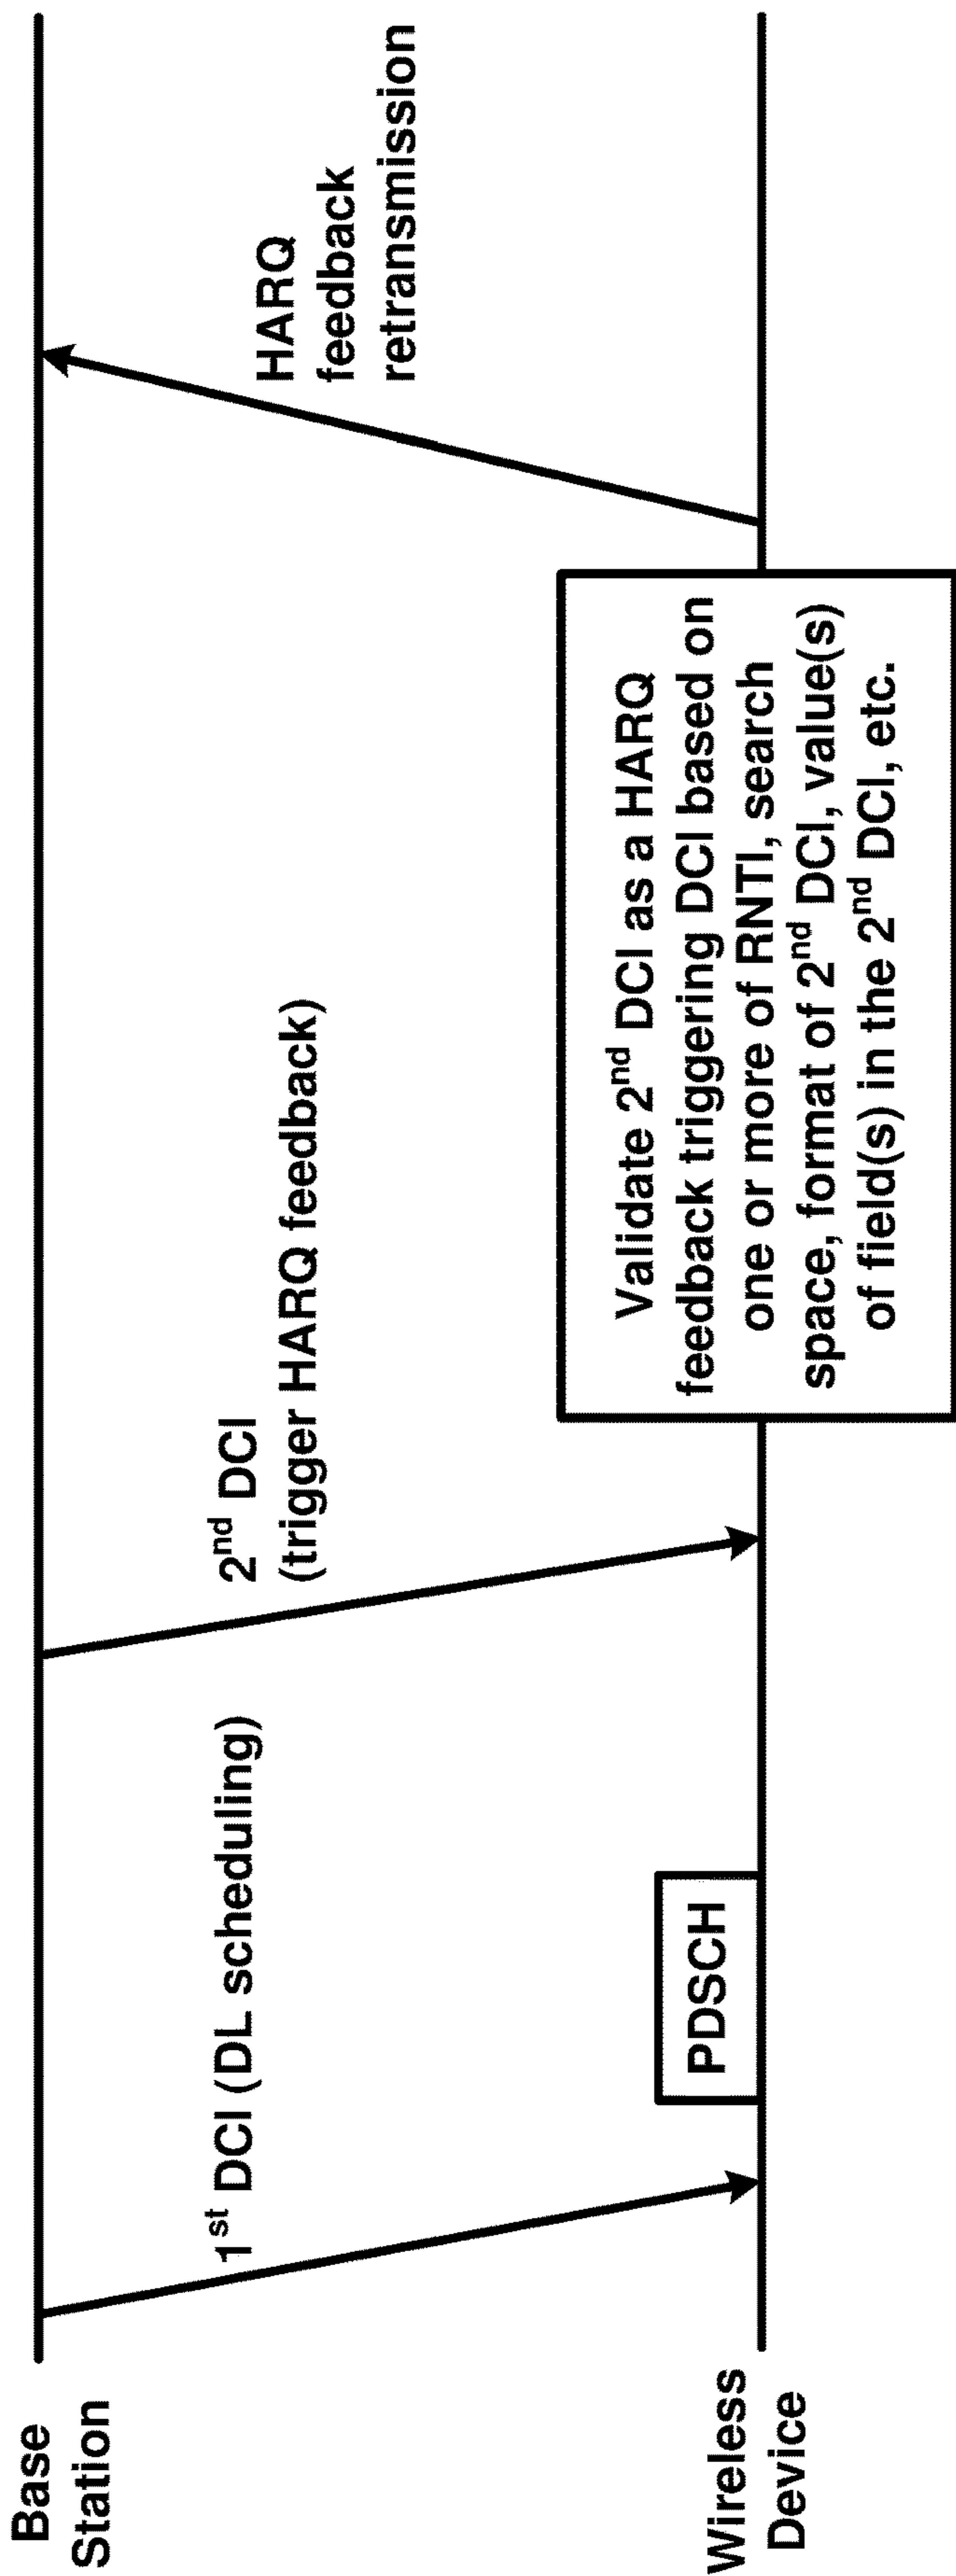 Base
Station
1st DCI (DL scheduling)
2nd DCI
(trigger HARQ feedback)
HARQ
feedback
retransmission
Wireless
Device
PDSCH
Validate 2nd DCI as a HARQ
feedback triggering DCI based on
one or more of RNTI, search
space, format of 2nd DCI, value(s)
of field(s) in the 2nd DCI, etc.